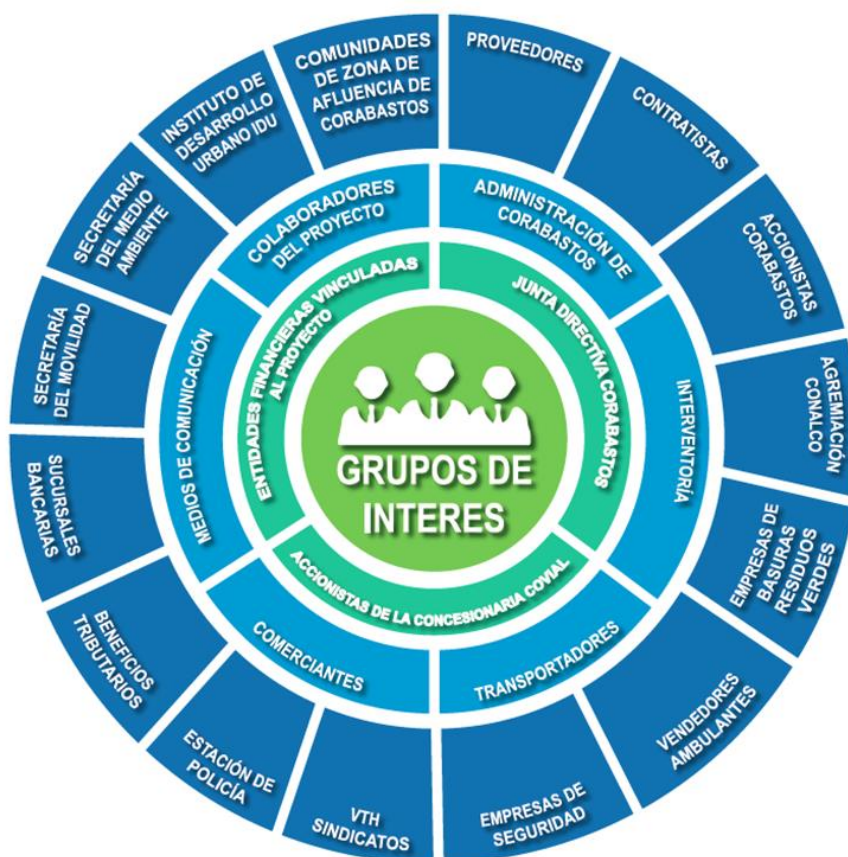 GRUPOS DE
INTERES
ENTIDADES FINANCIERAS VINCULADAS
AL PROYECTO
JUNTA DIRECTIVA CORABASTOS
ACCIONISTAS DE LA CONCESIONARIA COVIAL
COLABORADORES
DEL PROYECTO
ADMINISTRACIÓN DE
CORABASTOS
INTERVENTORÍA
TRANSPORTADORES
COMERCIANTES
MEDIOS DE COMUNICACIÓN
COMUNIDADES
DE ZONA DE
AFLUENCIA DE
CORABASTOS
PROVEEDORES
CONTRATISTAS
ACCIONISTAS
CORABASTOS
AGREMIACIÓN
CONALCO
EMPRESAS DE
BASURAS
RESIDUOS
VERDES
VENDEDORES
AMBULANTES
EMPRESAS DE
SEGURIDAD
VTH
SINDICATOS
ESTACIÓN DE
POLICÍA
BENEFICIOS
TRIBUTARIOS
SUCURSALES
BANCARIAS
SECRETARÍA
DEL MOVILIDAD
SECRETARÍA
DEL MEDIO
AMBIENTE
INSTITUTO DE
DESARROLLO
URBANO IDU